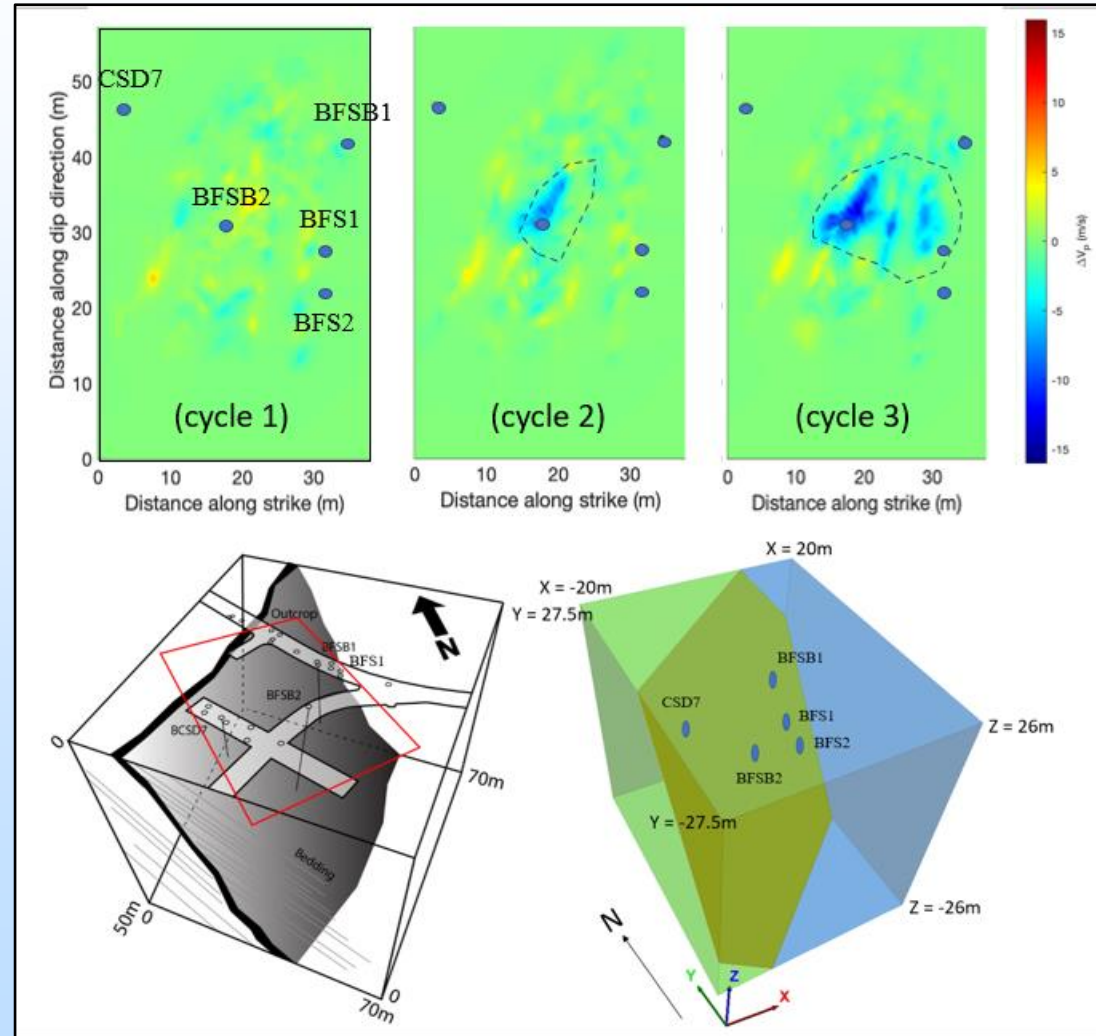 CSD7
BFSB1
BFSB2
BFS1
BFS2
Distance along dip direction (m)
50
40
30
20
10
0
(cycle 1)
(cycle 2)
(cycle 3)
0 10 20 30
0 10 20 30
0 10 20 30
Distance along strike (m)
Distance along strike (m)
Distance along strike (m)
15
10
5
0
-5
-10
-15
ΔVp (m/s)
Outcrop
N
BFSB1
BFS1
BFSB2
BCSD7
Bedding
0
70m
50m
0
0
70m
X = 20m
X = -20m
Y = 27.5m
BFSB1
CSD7
BFS1
BFS2
BFSB2
Z = 26m
Y = -27.5m
Z = -26m
N
Y
Z
X